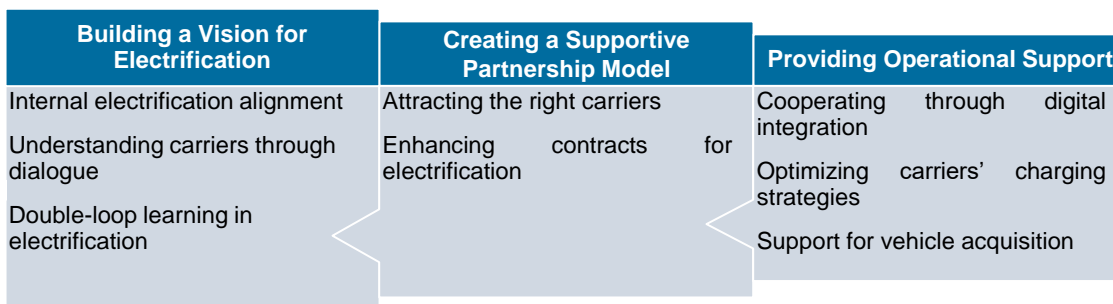 Building a Vision for
Electrification
Internal electrification alignment
Understanding carriers through
dialogue
Double-loop learning in
electrification
Creating a Supportive
Partnership Model
Attracting the right carriers
Enhancing contracts for
electrification
Providing Operational Support
Cooperating through digital
integration
Optimizing carriers’ charging
strategies
Support for vehicle acquisition